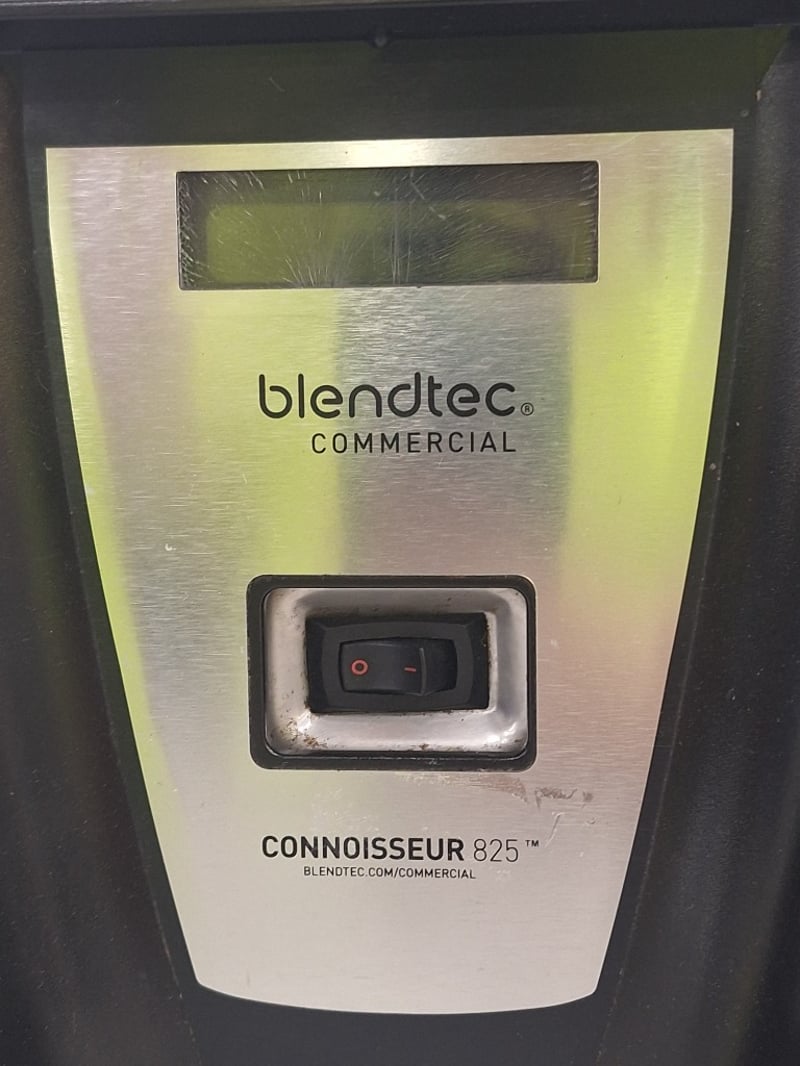 blendtec®
COMMERCIAL
O I
CONNOISSEUR 825™
BLENDTEC.COM/COMMERCIAL